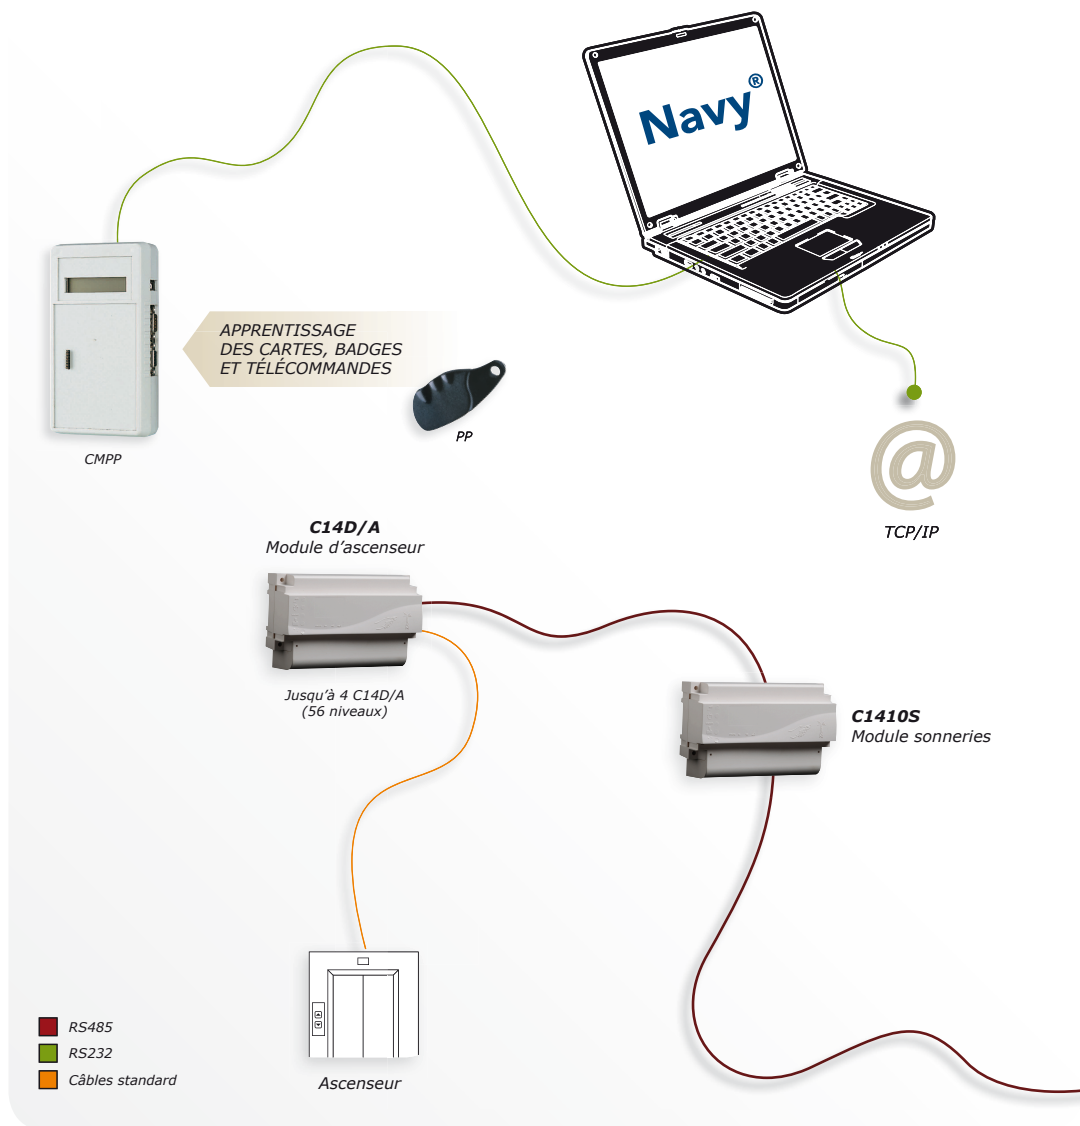 Navy®
APPRENTISSAGE
DES CARTES, BADGES
ET TÉLÉCOMMANDES
PP
CMPP
TCP/IP
C14D/A
Module d’ascenseur
Jusqu’à 4 C14D/A
(56 niveaux)
C1410S
Module sonneries
RS485
RS232
Câbles standard
Ascenseur